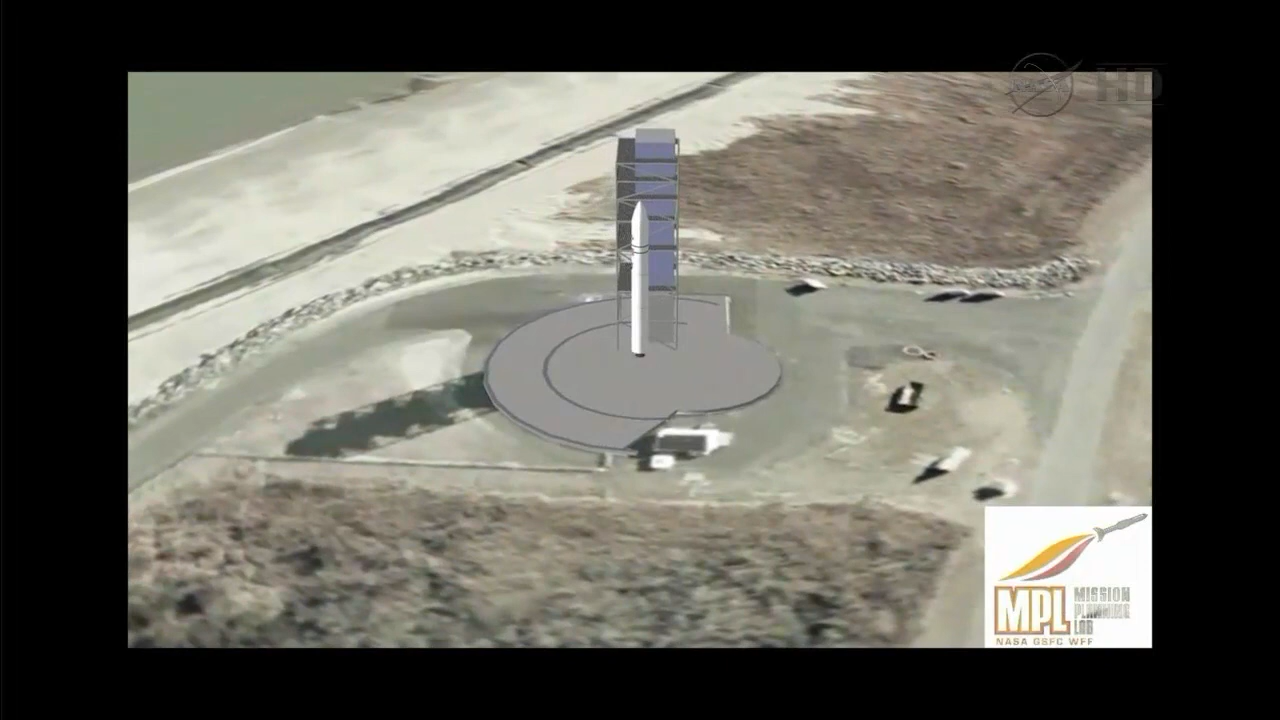 HD
MPL MISSION
PLANNING
LAB
NASA GSFC WFF